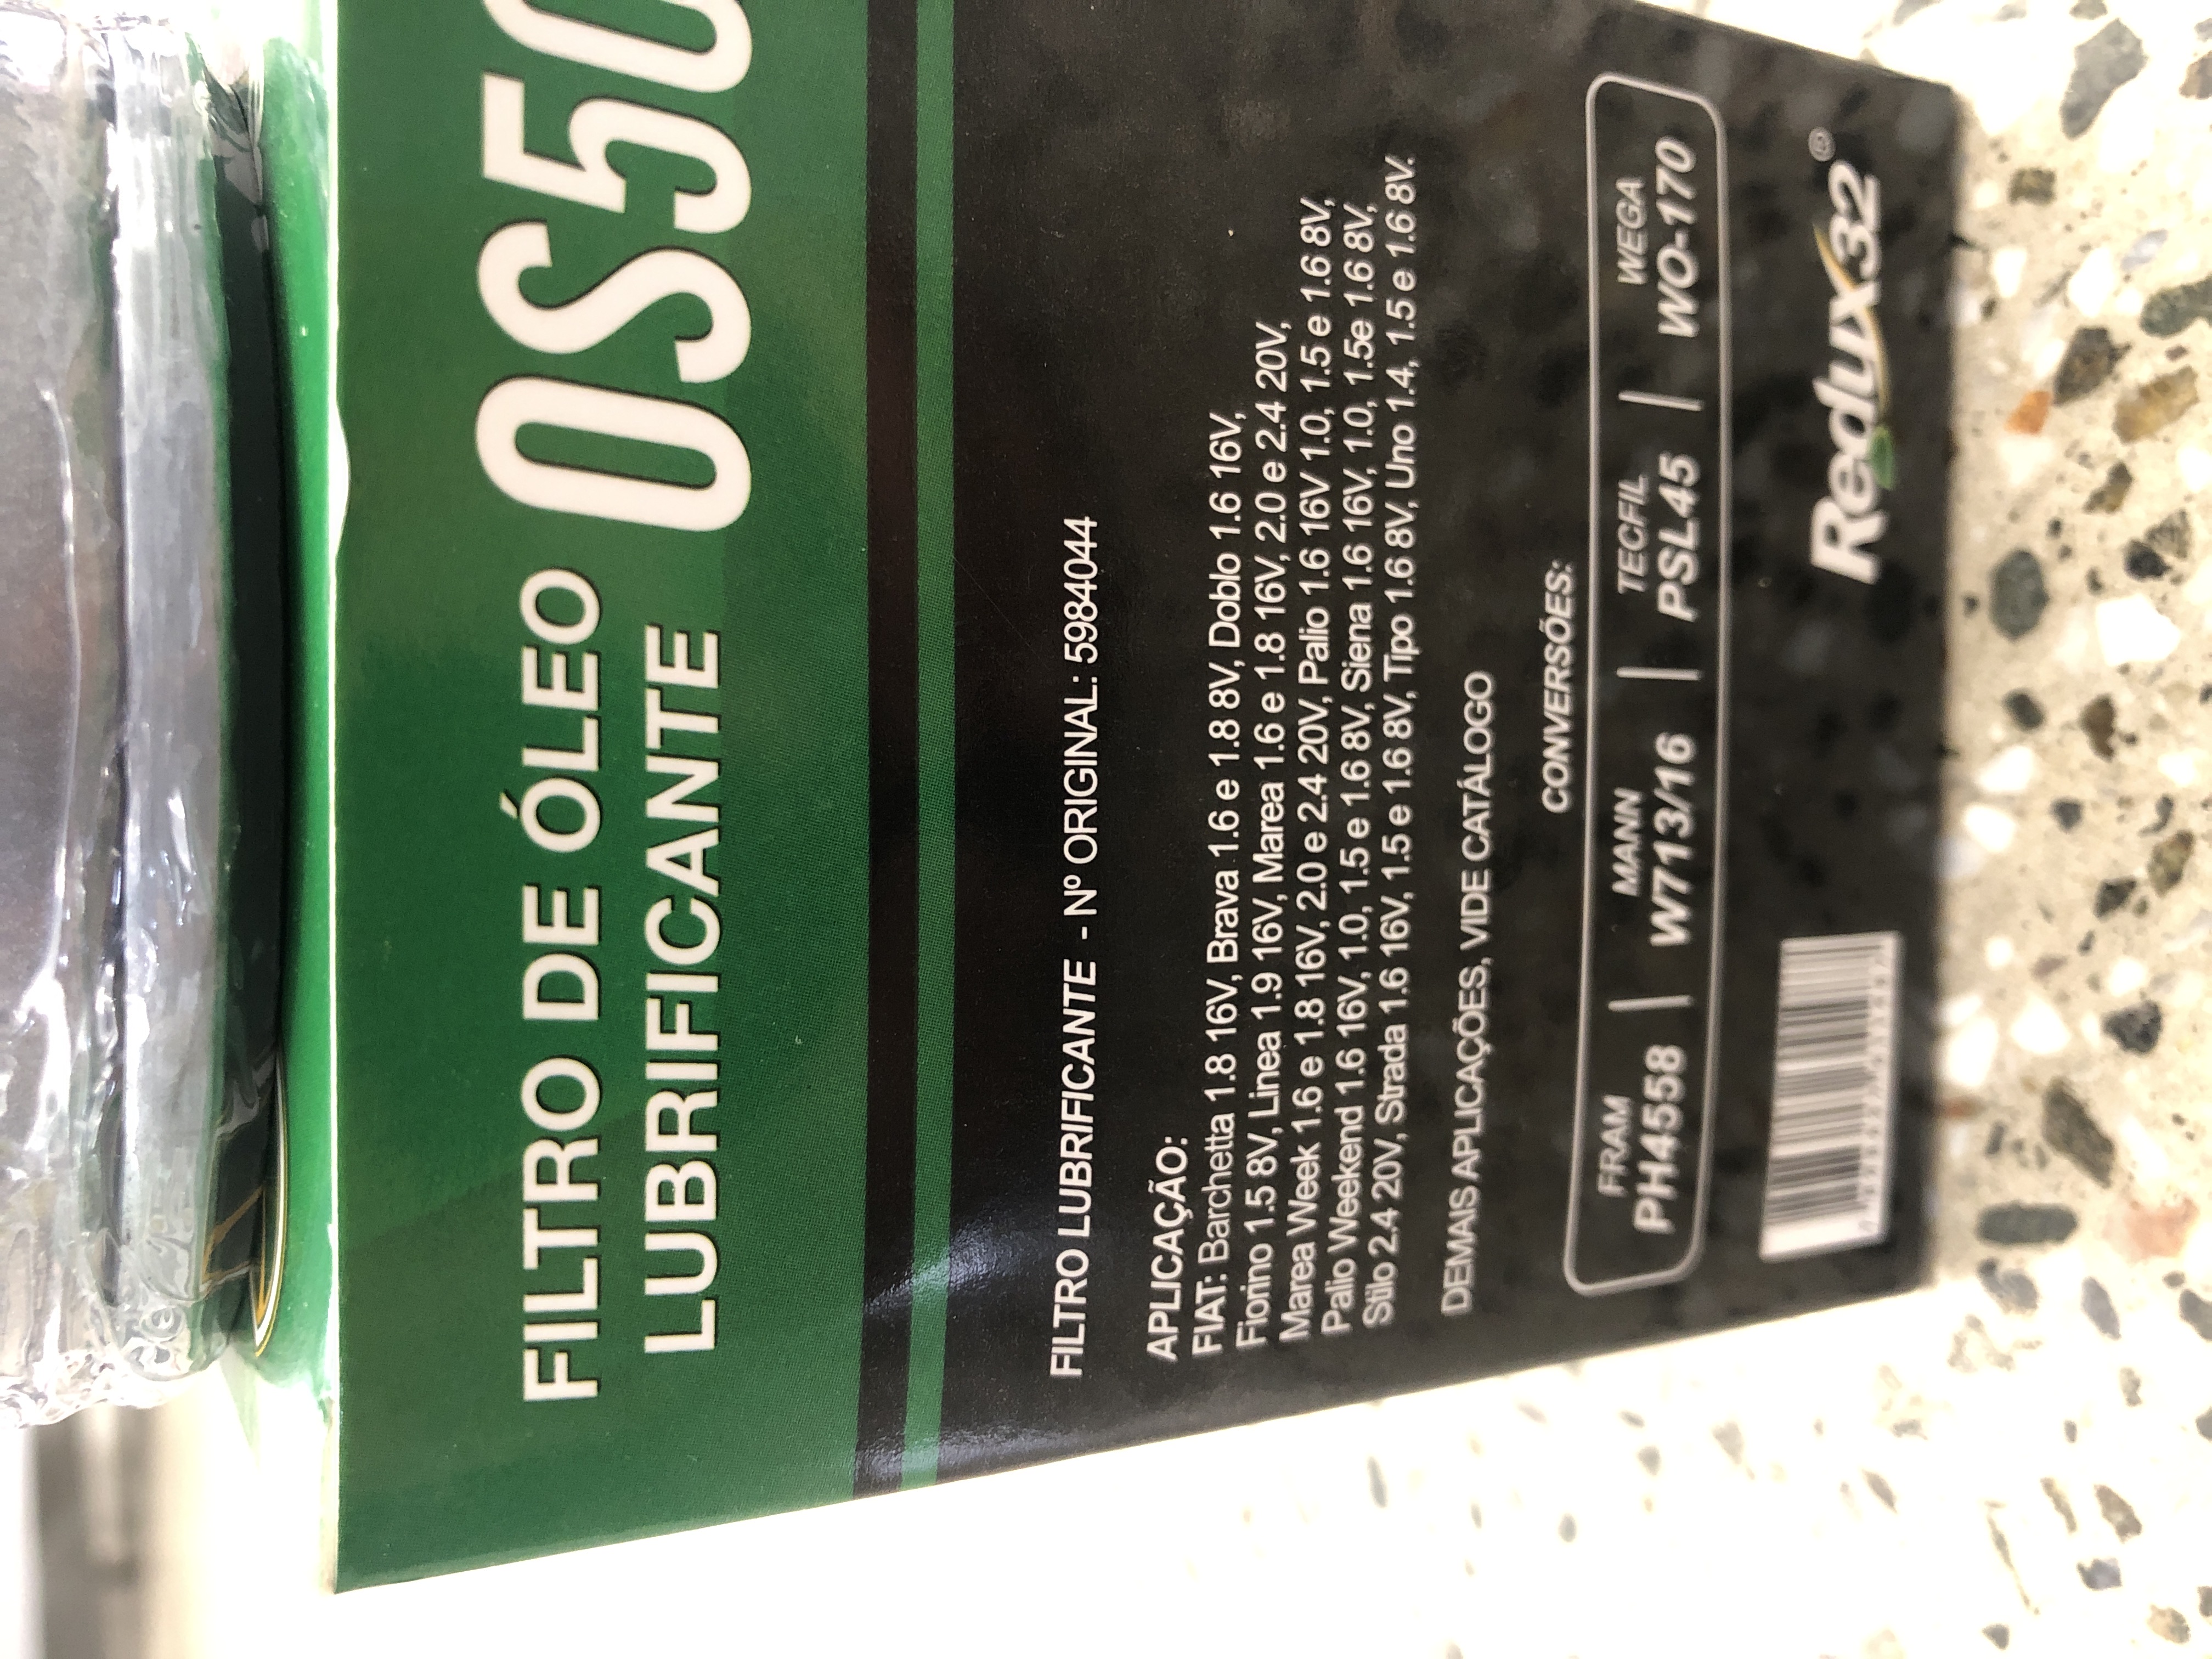 FILTRO DE ÓLEO
LUBRIFICANTE
FILTRO LUBRIFICANTE - Nº ORIGINAL: 5984044
APLICAÇÃO:
FIAT: Barchetta 1.8 16V, Brava 1.6 e 1.8 8V, Doblo 1.6 16V,
Fiorino 1.5 8V, Linea 1.9 16V, Marea 1.6 e 1.8 16V, 2.0 e 2.4 20V,
Marea Week 1.6 e 1.8 16V, 2.0 e 2.4 20V, Palio 1.6 16V 1.0, 1.5 e 1.6 8V,
Palio Weekend 1.6 16V, 1.0, 1.5 e 1.6 8V, Siena 1.6 16V, 1.0, 1.5e 1.6 8V,
Stilo 2.4 20V, Strada 1.6 16V, 1.5 e 1.6 8V, Tipo 1.6 8V, Uno 1.4, 1.5 e 1.6 8V.
DEMAIS APLICAÇÕES, VIDE CATÁLOGO
CONVERSÕES:
FRAM | MANN | TECFIL | WEGA
PH4558 | W713/16 | PSL45 | WO-170
Redux32®